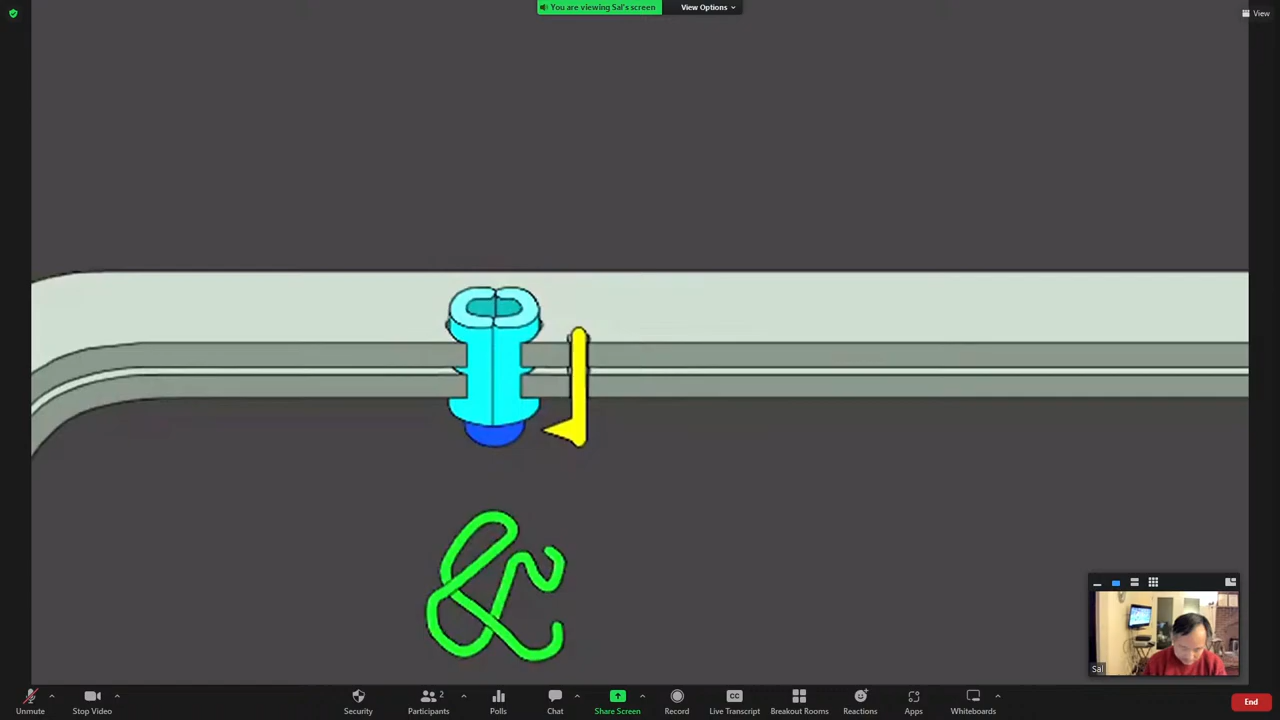 You are viewing Sal's screen View Options
View
Sal
Unmute Stop Video Security Participants 2 Polls Chat Share Screen Record Live Transcript Breakout Rooms Reactions Apps Whiteboards End